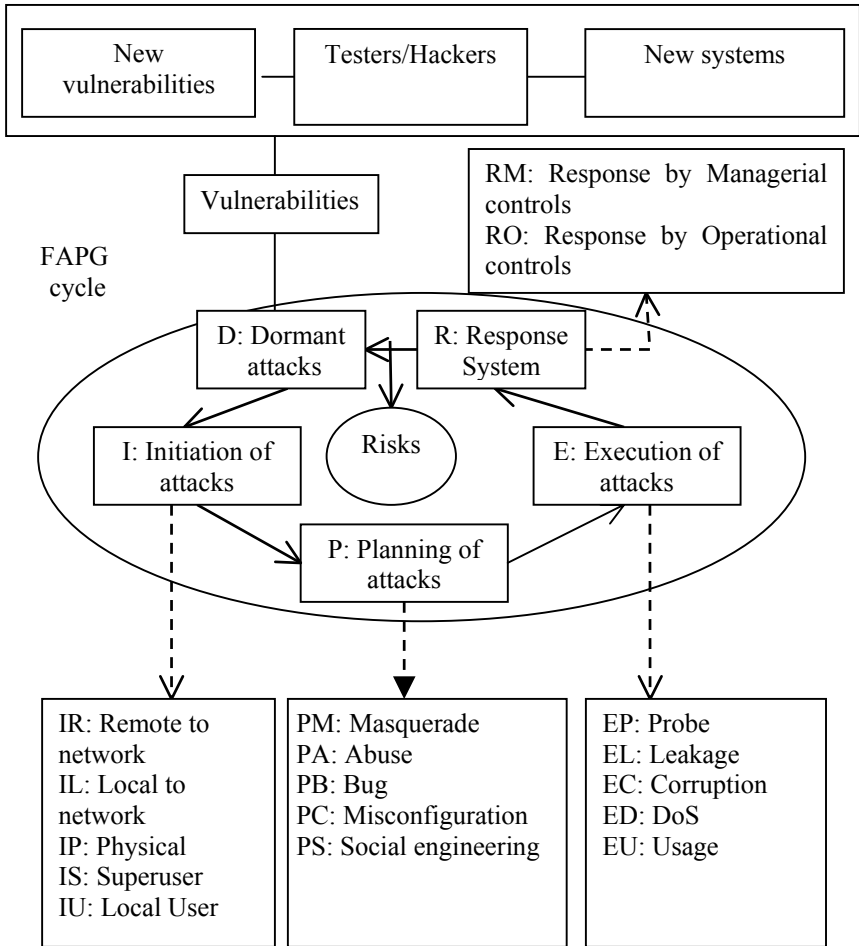 New
vulnerabilities
Testers/Hackers
New systems
Vulnerabilities
RM: Response by Managerial
controls
RO: Response by Operational
controls
FAPG
cycle
D: Dormant
attacks
R: Response
System
I: Initiation of
attacks
Risks
E: Execution of
attacks
P: Planning of
attacks
IR: Remote to
network
IL: Local to
network
IP: Physical
IS: Superuser
IU: Local User
PM: Masquerade
PA: Abuse
PB: Bug
PC: Misconfiguration
PS: Social engineering
EP: Probe
EL: Leakage
EC: Corruption
ED: DoS
EU: Usage